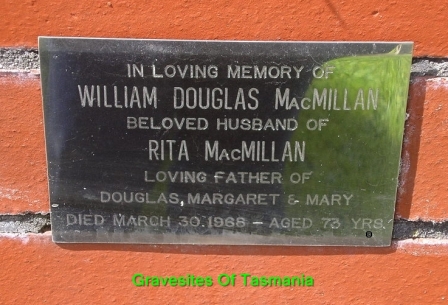 IN LOVING MEMORY OF
WILLIAM DOUGLAS MACMILLAN
BELOVED HUSBAND OF
RITA MACMILLAN
LOVING FATHER OF
DOUGLAS, MARGARET & MARY
DIED MARCH 30.1968 – AGED 73 YRS.
Gravesites Of Tasmania